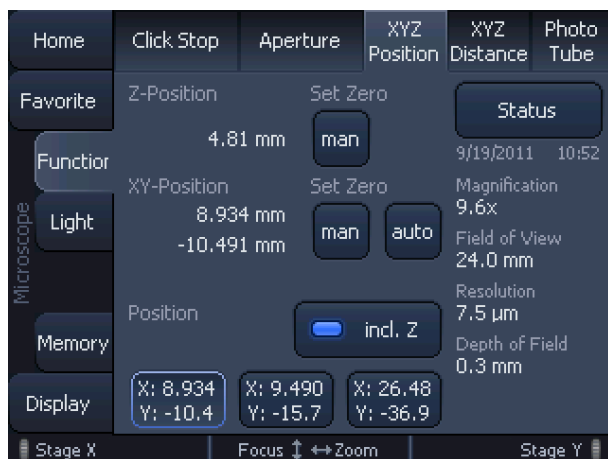 Home
Click Stop
Aperture
XYZ
Position
XYZ
Distance
Photo
Tube
Favorite
Function
Light
Microscope
Memory
Display
Z-Position
Set Zero
4.81 mm
man
XY-Position
Set Zero
8.934 mm
-10.491 mm
man
auto
Position
incl. Z
X: 8.934
Y: -10.4
X: 9.490
Y: -15.7
X: 26.48
Y: -36.9
Status
9/19/2011 10:52
Magnification
9.6x
Field of View
24.0 mm
Resolution
7.5 µm
Depth of Field
0.3 mm
Stage X
Focus ↕ ↔ Zoom
Stage Y